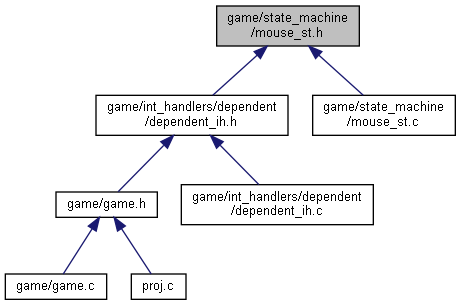 game/state_machine
/mouse_st.h
game/int_handlers/dependent
/dependent_ih.h
game/state_machine
/mouse_st.c
game/game.h
game/int_handlers/dependent
/dependent_ih.c
game/game.c
proj.c